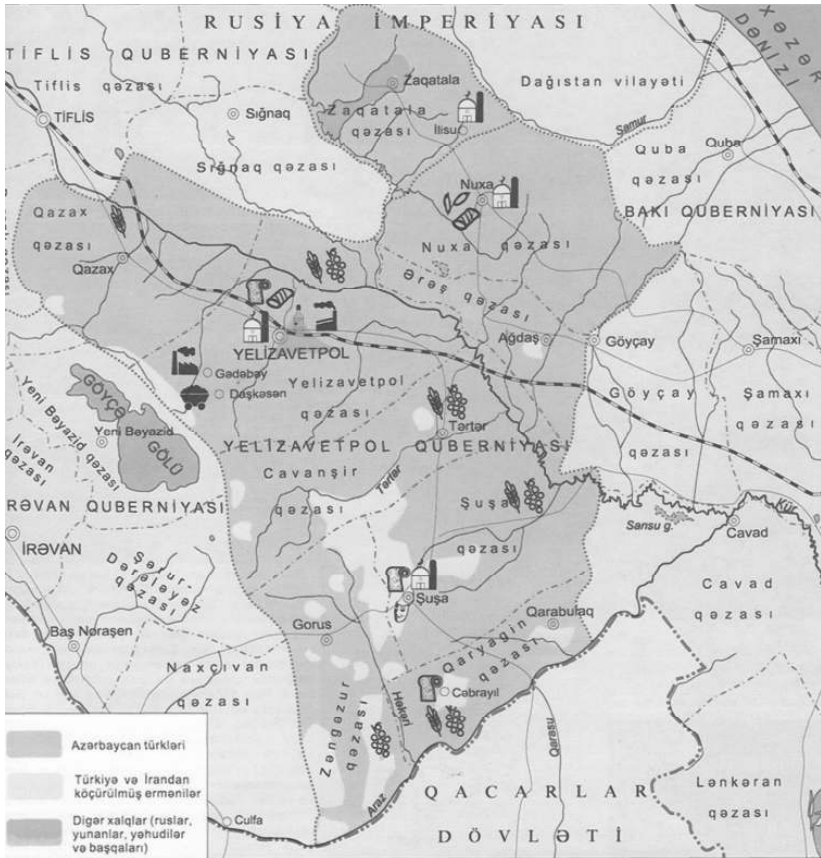 RUSİYA İMPERİYASI
XƏZƏR
DƏNİZİ
TİFLİS QUBERNİYASI
Tiflis qəzası
TİFLİS
Sığnaq
Sığnaq qəzası
Zaqatala
Zaqatala
qəzası
İlisu
Dağıstan vilayəti
Samur
Quba
Quba
qəzası
BAKI QUBERNİYASI
Nuxa
Nuxa qəzası
Qazax
qəzası
Qazax
Ərəş qəzası
Ağdaş
Göyçay
Şamaxı
YELİZAVETPOL
Gədəbəy
Daşkəsən
Yelizavetpol
qəzası
Göyçay
qəzası
Şamaxı
qəzası
GÖYÇƏ
GÖLÜ
Yeni Bəyazid
Yeni Bəyazid qəzası
İrəvan
qəzası
Tərtər
YELİZAVETPOL QUBERNİYASI
Cavanşir
qəzası
Tərtər
Şuşa
qəzası
RƏVAN QUBERNİYASI
İRƏVAN
Sansu g.
Kür
Cavad
Şərur-
Dərələyəz
qəzası
Cavad
qəzası
Şuşa
Baş Noraşen
Gorus
Qarabulaq
Qaryagin
qəzası
Naxçıvan
qəzası
Cəbrayıl
Həkəri
Zəngəzur
qəzası
Qarasu
Araz
Culfa
QACARLAR
DÖVLƏTİ
Lənkəran
qəzası
Azərbaycan türkləri
Türkiyə və İrandan
köçürülmüş ermənilər
Digər xalqlar (ruslar,
yunanlar, yəhudilər
və başqaları)